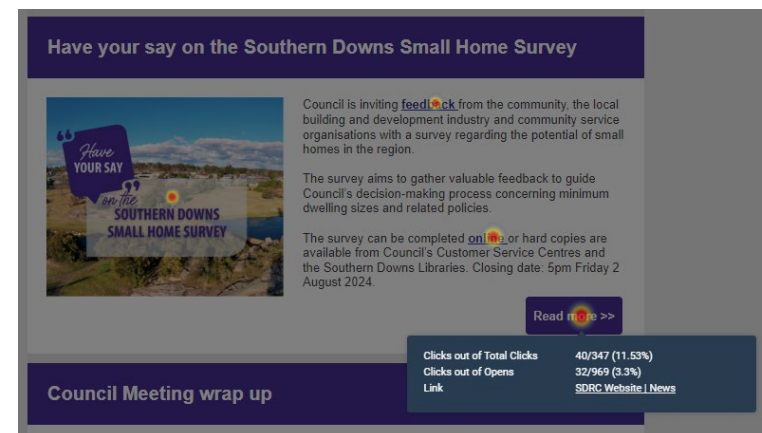 Have your say on the Southern Downs Small Home Survey
Have
YOUR SAY
on the
SOUTHERN DOWNS
SMALL HOME SURVEY
Council is inviting feedback from the community, the local
building and development industry and community service
organisations with a survey regarding the potential of small
homes in the region.
The survey aims to gather valuable feedback to guide
Council's decision-making process concerning minimum
dwelling sizes and related policies.
The survey can be completed online or hard copies are
available from Council's Customer Service Centres and
the Southern Downs Libraries. Closing date: 5pm Friday 2
August 2024.
Read more >>
Clicks out of Total Clicks 40/347 (11.53%)
Clicks out of Opens 32/969 (3.3%)
Link SDRC Website | News
Council Meeting wrap up